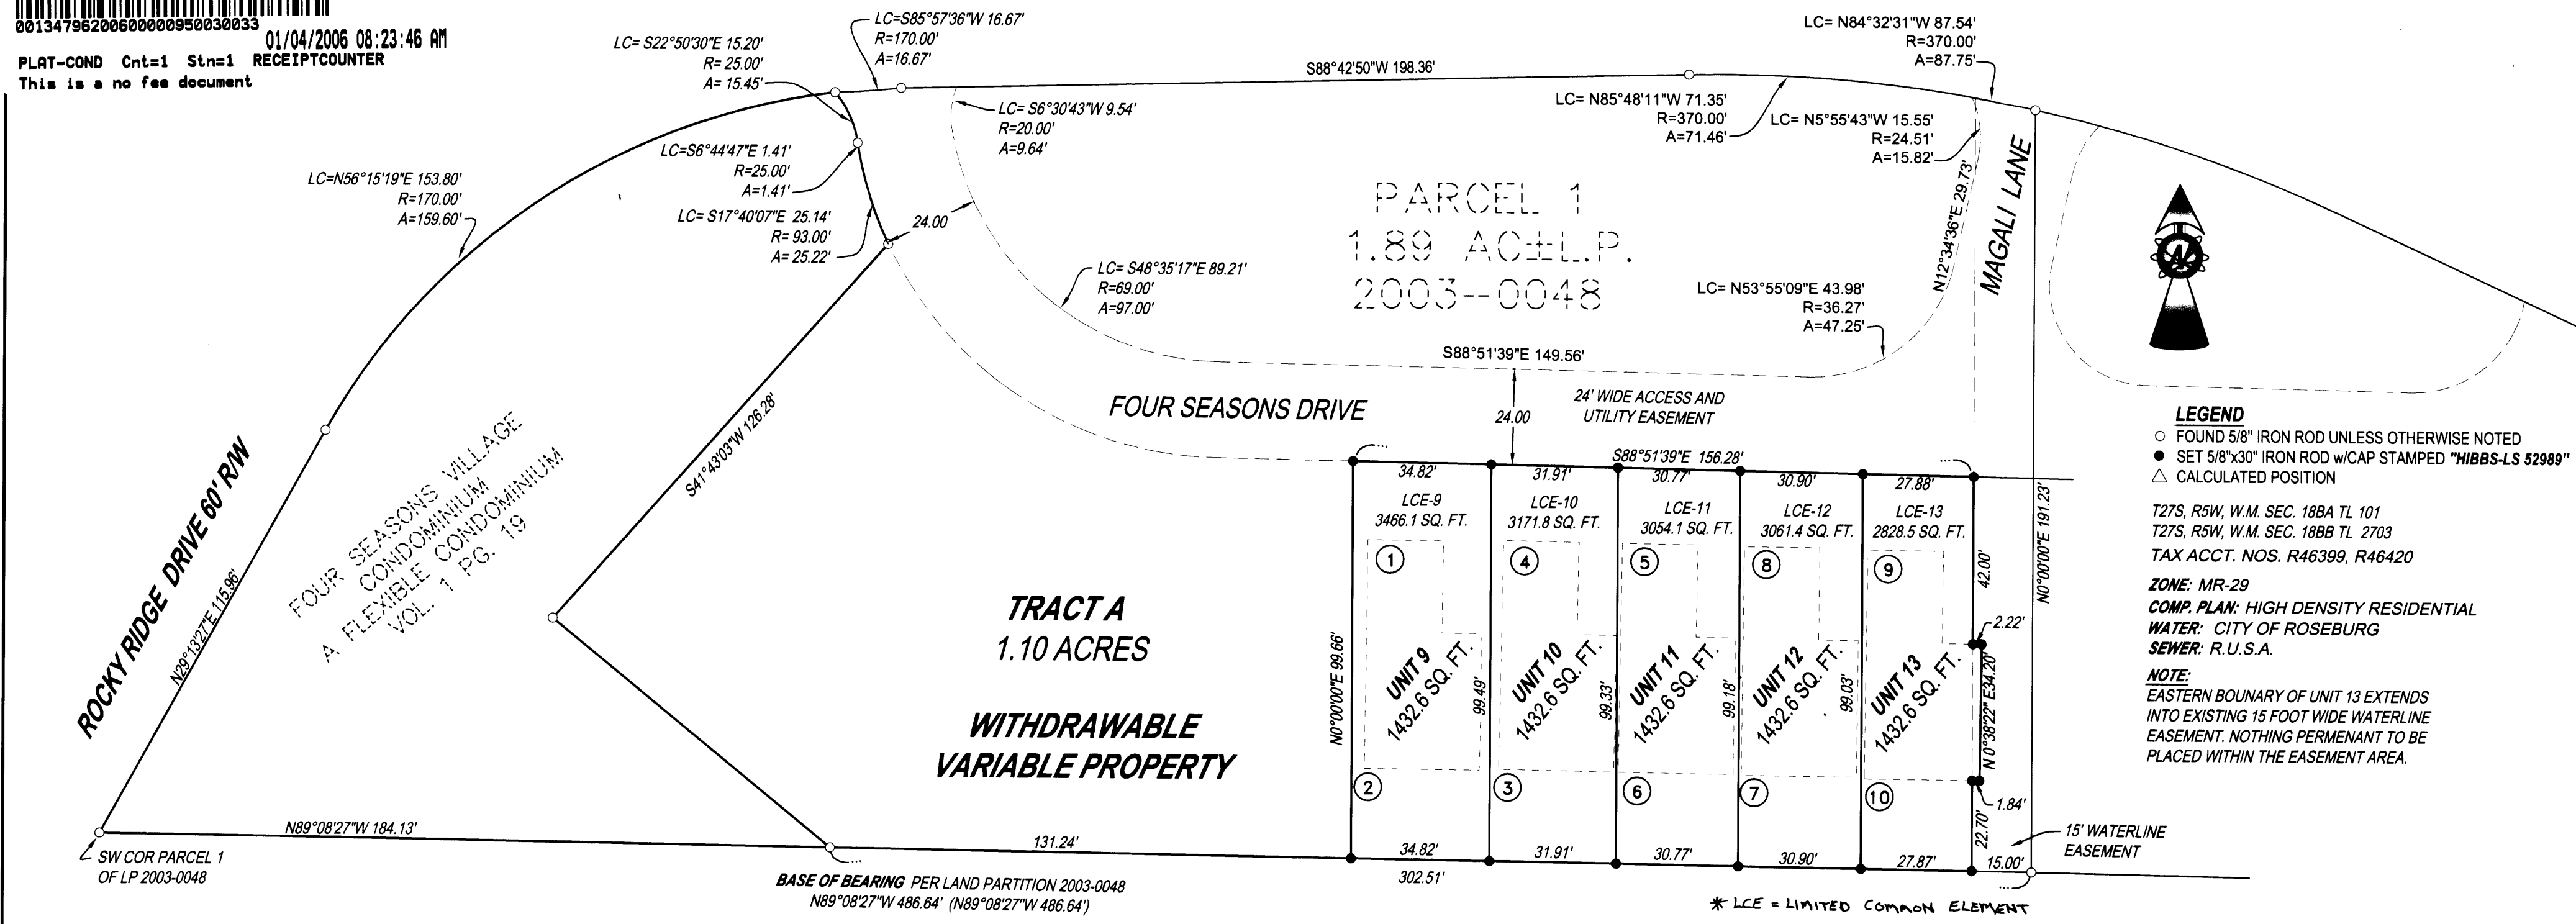 001347962006000000950030033
01/04/2006 08:23:46 AM
PLAT-COND Cnt=1 Stn=1 RECEIPTCOUNTER
This is a no fee document
LC= S22°50'30"E 15.20'
R= 25.00'
A= 15.45'
LC=S85°57'36"W 16.67'
R=170.00'
A=16.67'
S88°42'50"W 198.36'
LC= N84°32'31"W 87.54'
R=370.00'
A=87.75'
LC= S6°30'43"W 9.54'
R=20.00'
A=9.64'
LC= N85°48'11"W 71.35'
R=370.00'
A=71.46'
LC= N5°55'43"W 15.55'
R=24.51'
A=15.82'
LC=S6°44'47"E 1.41'
R=25.00'
A=1.41'
LC=N56°15'19"E 153.80'
R=170.00'
A=159.60'
LC= S17°40'07"E 25.14'
R= 93.00'
A= 25.22'
24.00
PARCEL 1
1.89 AC±L.P.
2003-0048
N12°34'36"E 29.73'
MAGALI LANE
LC= S48°35'17"E 89.21'
R=69.00'
A=97.00'
LC= N53°55'09"E 43.98'
R=36.27'
A=47.25'
S88°51'39"E 149.56'
FOUR SEASONS DRIVE
24.00
24' WIDE ACCESS AND
UTILITY EASEMENT
LEGEND
FOUND 5/8" IRON ROD UNLESS OTHERWISE NOTED
SET 5/8"x30" IRON ROD w/CAP STAMPED "HIBBS-LS 52989"
CALCULATED POSITION
T27S, R5W, W.M. SEC. 18BA TL 101
T27S, R5W, W.M. SEC. 18BB TL 2703
TAX ACCT. NOS. R46399, R46420
ZONE: MR-29
COMP. PLAN: HIGH DENSITY RESIDENTIAL
WATER: CITY OF ROSEBURG
SEWER: R.U.S.A.
NOTE:
EASTERN BOUNARY OF UNIT 13 EXTENDS
INTO EXISTING 15 FOOT WIDE WATERLINE
EASEMENT. NOTHING PERMENANT TO BE
PLACED WITHIN THE EASEMENT AREA.
S41°43'03"W 126.28'
ROCKY RIDGE DRIVE 60' R/W
N29°13'27"E 115.96'
FOUR SEASONS VILLAGE
CONDOMINIUM
A FLEXIBLE CONDOMINIUM
VOL. 1 PG. 19
TRACT A
1.10 ACRES
WITHDRAWABLE
VARIABLE PROPERTY
S88°51'39"E 156.28'
34.82'
31.91'
30.77'
30.90'
27.88'
LCE-9
3466.1 SQ. FT.
LCE-10
3171.8 SQ. FT.
LCE-11
3054.1 SQ. FT.
LCE-12
3061.4 SQ. FT.
LCE-13
2828.5 SQ. FT.
1
4
5
8
9
N0°00'00"E 99.66'
UNIT 9
1432.6 SQ. FT.
99.49'
UNIT 10
1432.6 SQ. FT.
99.33'
UNIT 11
1432.6 SQ. FT.
99.18'
UNIT 12
1432.6 SQ. FT.
99.03'
UNIT 13
1432.6 SQ. FT.
42.00'
2.22'
N 0°38'22" E34.20'
1.84'
22.70'
N0°00'00"E 191.23'
2
3
6
7
10
15' WATERLINE
EASEMENT
N89°08'27"W 184.13'
131.24'
34.82'
31.91'
30.77'
30.90'
27.87'
15.00'
302.51'
SW COR PARCEL 1
OF LP 2003-0048
BASE OF BEARING PER LAND PARTITION 2003-0048
N89°08'27"W 486.64' (N89°08'27"W 486.64')
* LCE = LIMITED COMMON ELEMENT